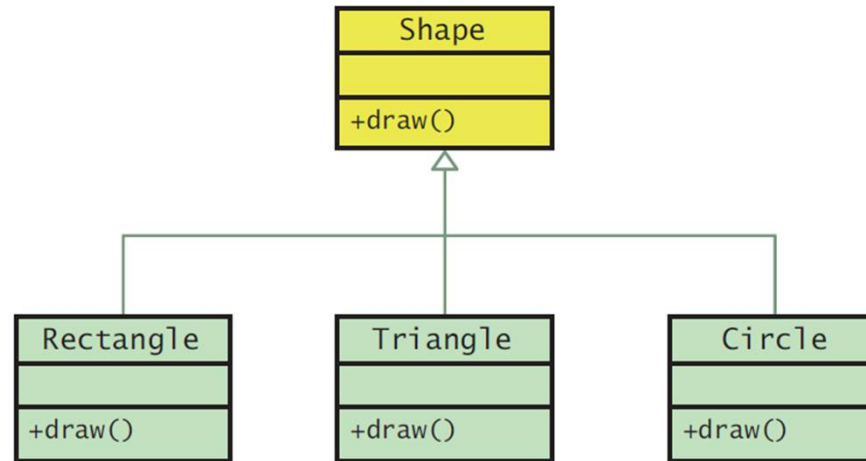 Shape
+draw()
Rectangle
Triangle
Circle
+draw()
+draw()
+draw()